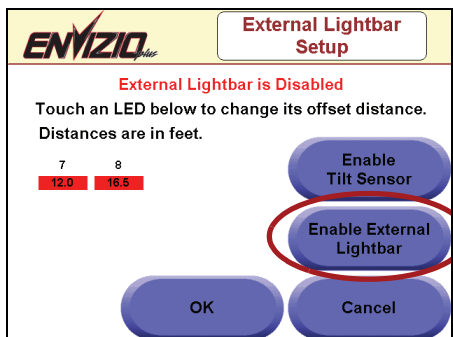 ENVIZIO plus
External Lightbar
Setup
External Lightbar is Disabled
Touch an LED below to change its offset distance.
Distances are in feet.
7 8
12.0 16.5
Enable
Tilt Sensor
Enable External
Lightbar
OK
Cancel